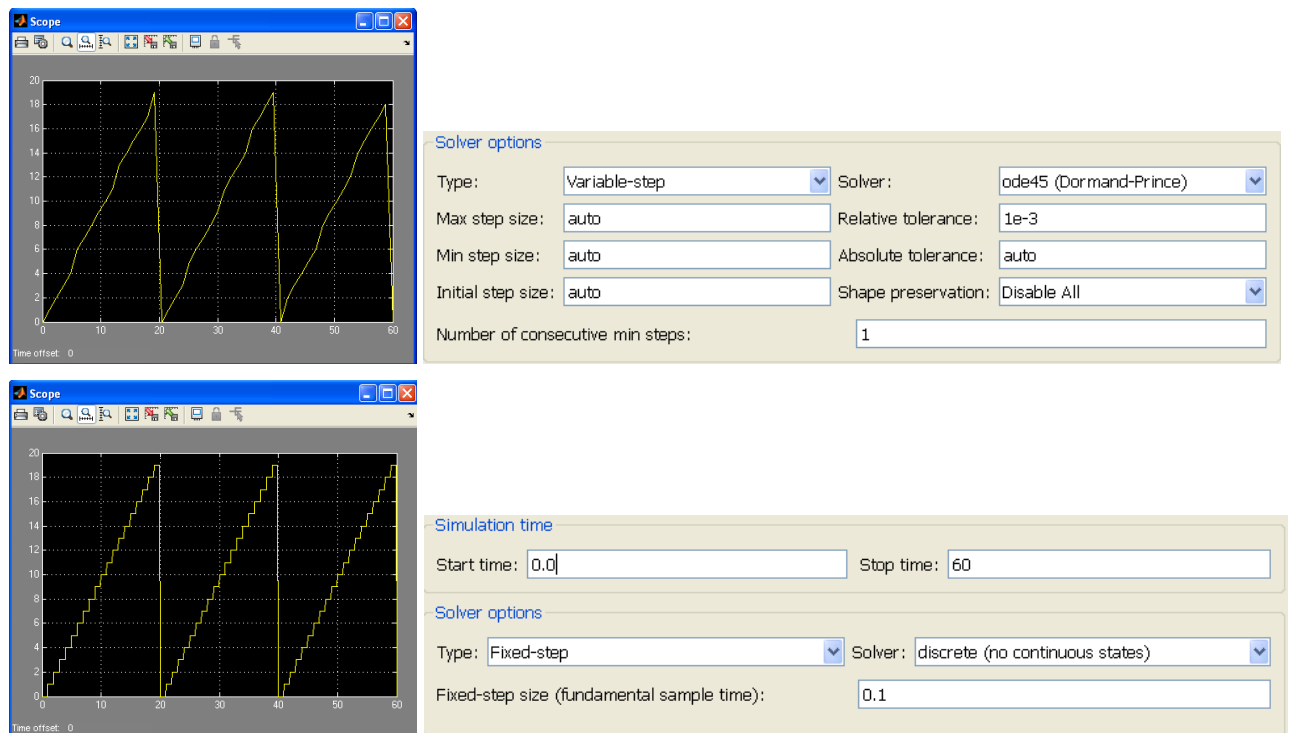 Scope
20
18
16
14
12
10
8
6
4
2
0
0 10 20 30 40 50 60
Time offset: 0
Solver options
Type: Variable-step Solver: ode45 (Dormand-Prince)
Max step size: auto Relative tolerance: 1e-3
Min step size: auto Absolute tolerance: auto
Initial step size: auto Shape preservation: Disable All
Number of consecutive min steps: 1
Scope
20
18
16
14
12
10
8
6
4
2
0
0 10 20 30 40 50 60
Time offset: 0
Simulation time
Start time: 0.0 Stop time: 60
Solver options
Type: Fixed-step Solver: discrete (no continuous states)
Fixed-step size (fundamental sample time): 0.1